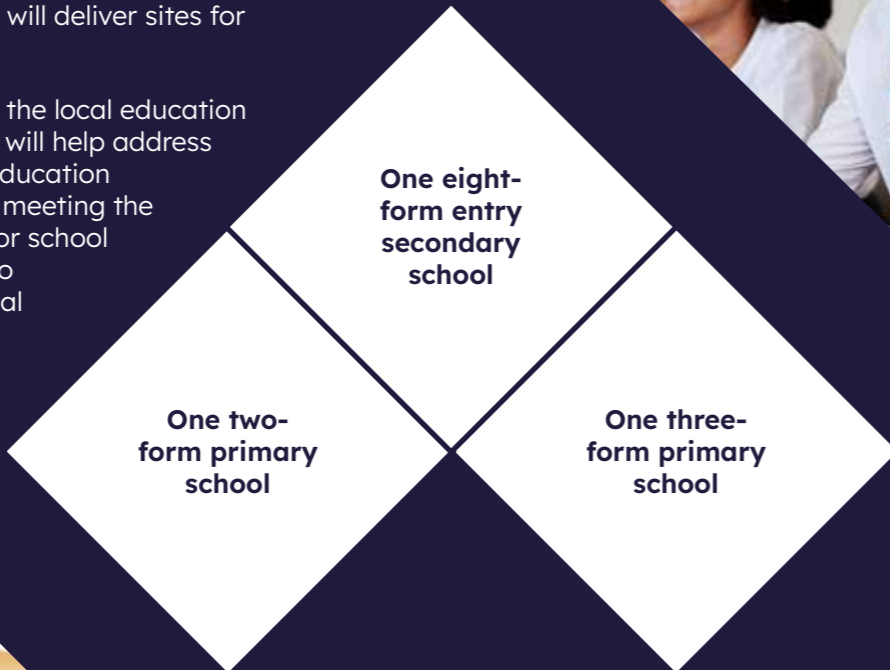 will deliver sites for
the local education
will help address
ducation
meeting the
or school
o
al
One eight-
form entry
secondary
school
One two-
form primary
school
One three-
form primary
school